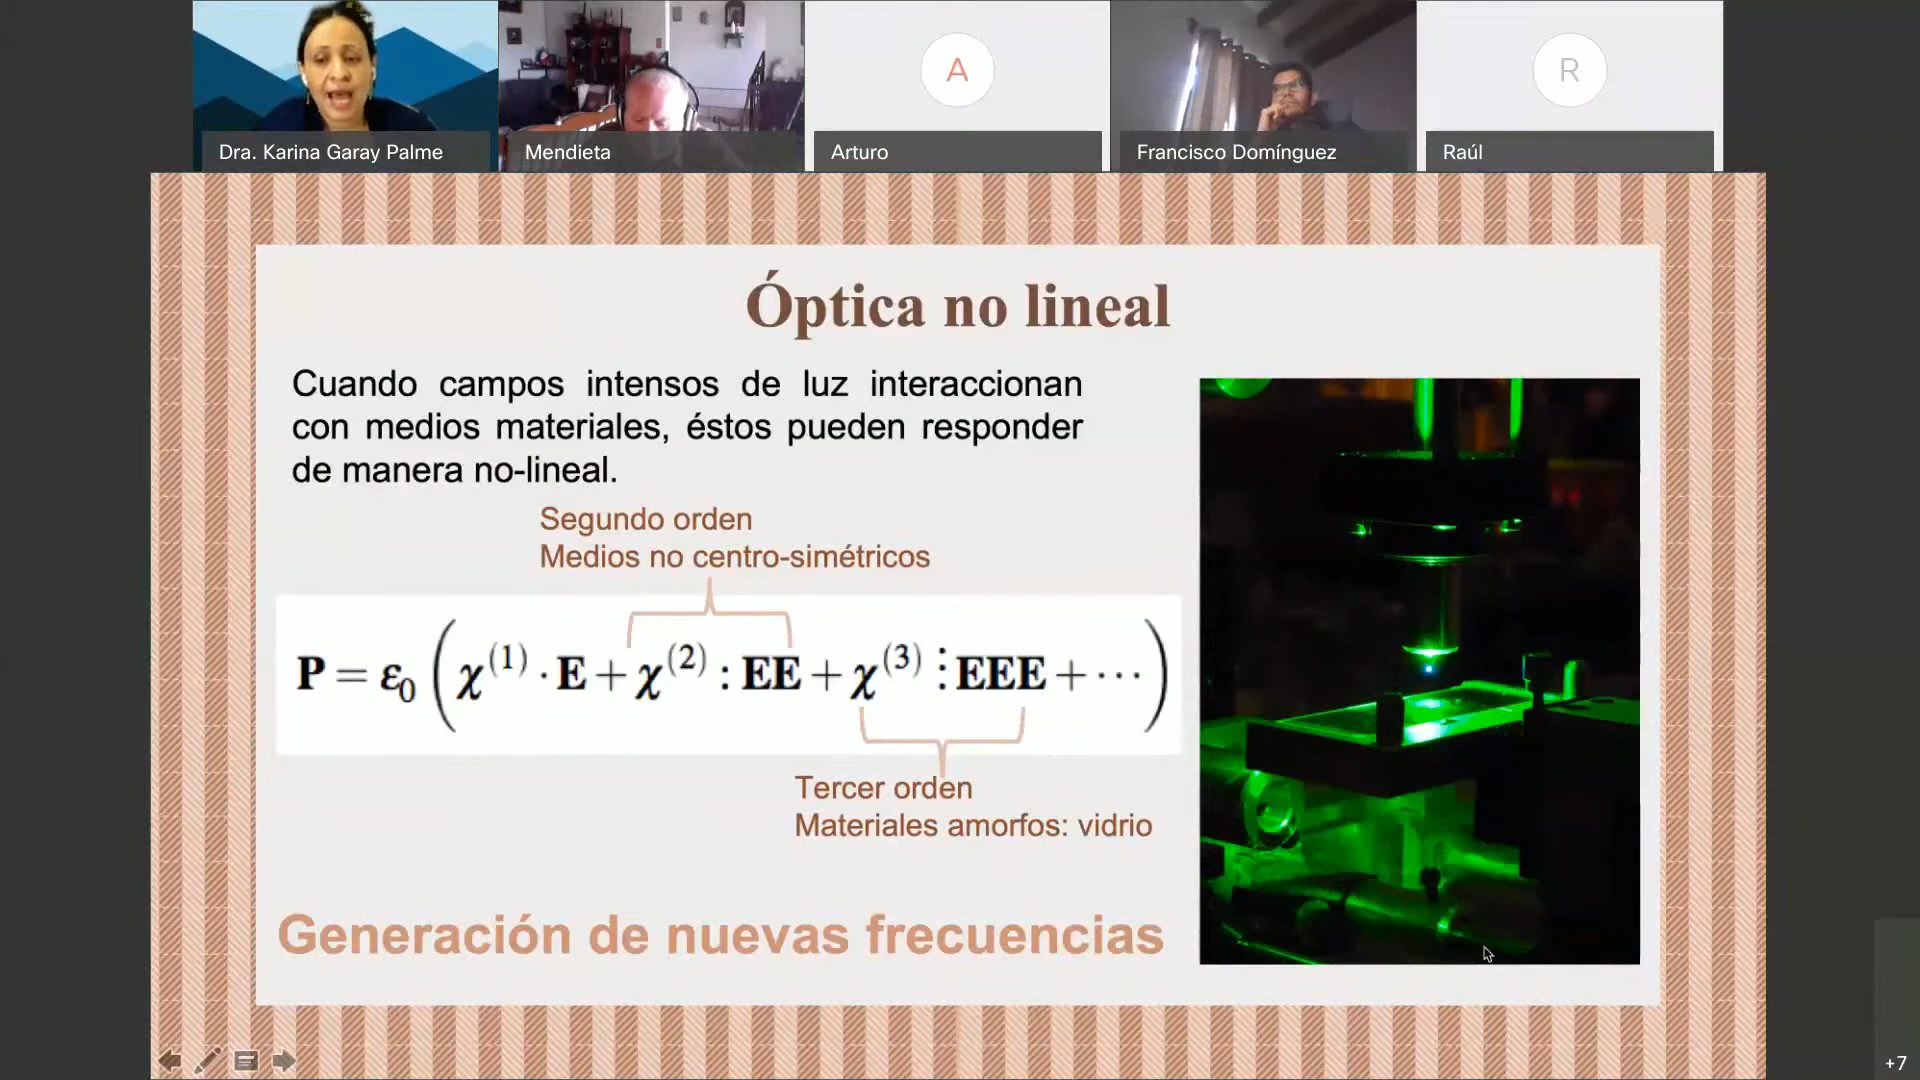 A
R
Dra. Karina Garay Palme
Mendieta
Arturo
Francisco Domínguez
Raúl
Óptica no lineal
Cuando campos intensos de luz interaccionan
con medios materiales, éstos pueden responder
de manera no-lineal.
Segundo orden
Medios no centro-simétricos
P = ε₀ ( χ⁽¹⁾ · E + χ⁽²⁾ : EE + χ⁽³⁾ ⋮ EEE + ⋯ )
Tercer orden
Materiales amorfos: vidrio
Generación de nuevas frecuencias
+7